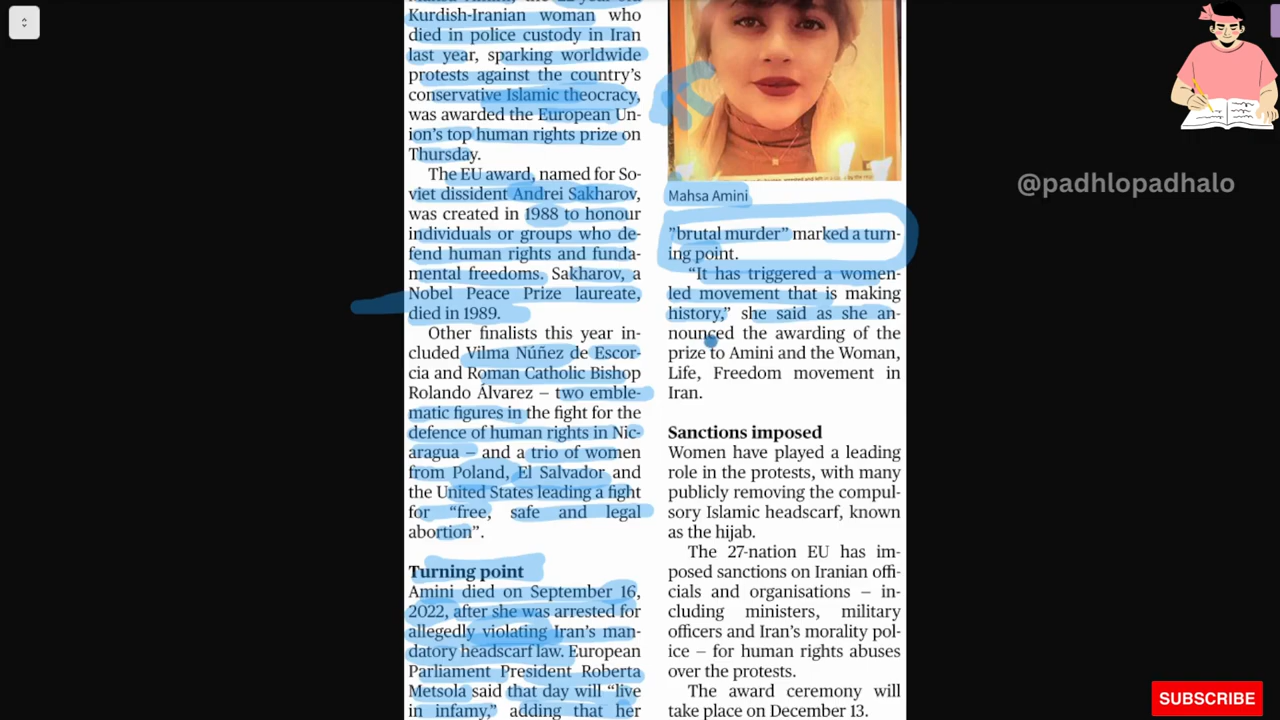 Kurdish-Iranian woman who
died in police custody in Iran
last year, sparking worldwide
protests against the country's
conservative Islamic theocracy,
was awarded the European Un-
ion's top human rights prize on
Thursday.
The EU award, named for So-
viet dissident Andrei Sakharov,
was created in 1988 to honour
individuals or groups who de-
fend human rights and funda-
mental freedoms. Sakharov, a
Nobel Peace Prize laureate,
died in 1989.
Other finalists this year in-
cluded Vilma Núñez de Escor-
cia and Roman Catholic Bishop
Rolando Álvarez – two emble-
matic figures in the fight for the
defence of human rights in Nic-
aragua – and a trio of women
from Poland, El Salvador and
the United States leading a fight
for “free, safe and legal
abortion”.
Turning point
Amini died on September 16,
2022, after she was arrested for
allegedly violating Iran's man-
datory headscarf law. European
Parliament President Roberta
Metsola said that day will “live
in infamy,” adding that her
Mahsa Amini
”brutal murder” marked a turn-
ing point.
“It has triggered a women-
led movement that is making
history,” she said as she an-
nounced the awarding of the
prize to Amini and the Woman,
Life, Freedom movement in
Iran.
Sanctions imposed
Women have played a leading
role in the protests, with many
publicly removing the compul-
sory Islamic headscarf, known
as the hijab.
The 27-nation EU has im-
posed sanctions on Iranian offi-
cials and organisations – in-
cluding ministers, military
officers and Iran's morality pol-
ice – for human rights abuses
over the protests.
The award ceremony will
take place on December 13.
@padhlopadhalo
SUBSCRIBE